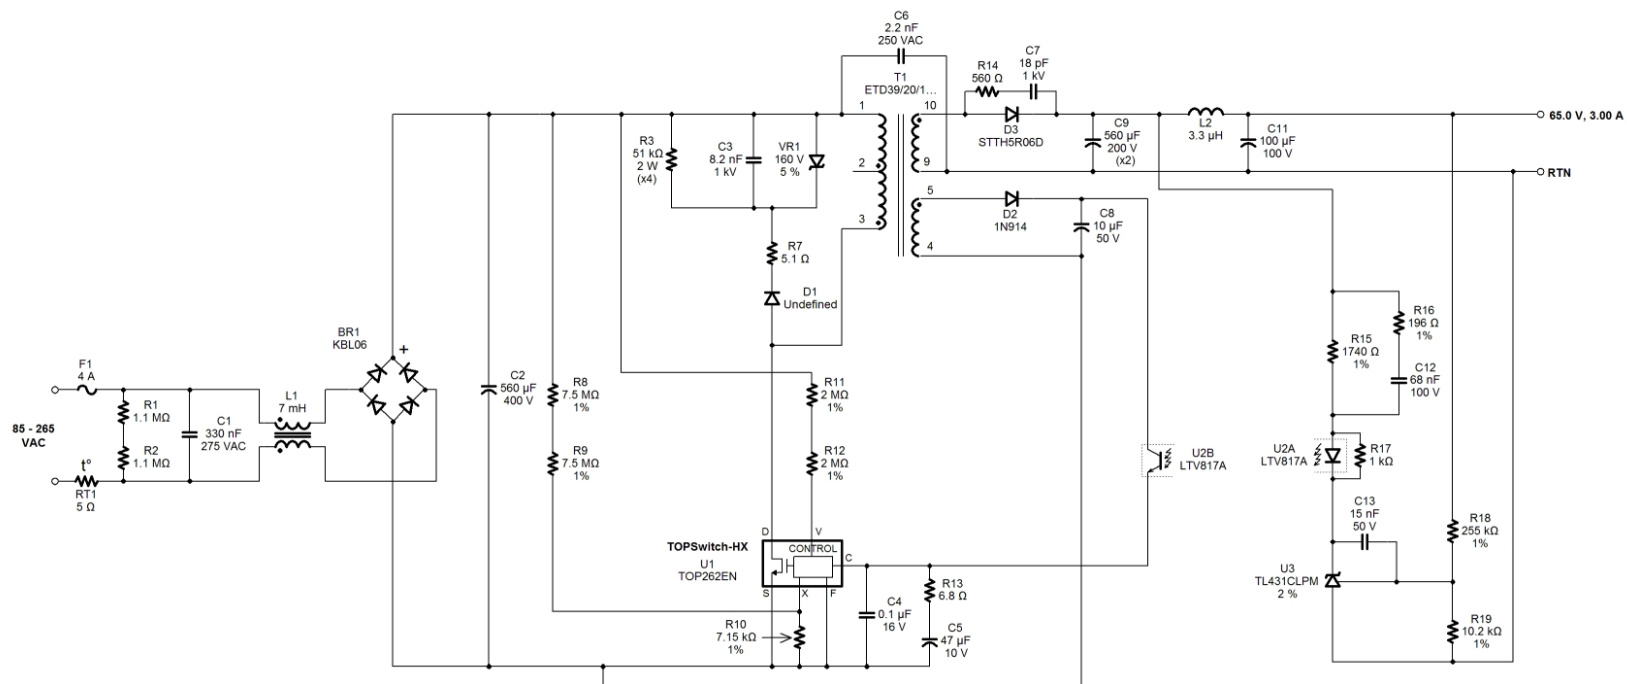 C6
2.2 nF
250 VAC
R14
560 Ω
C7
18 pF
1 kV
T1
ETD39/20/1...
1
10
D3
STTH5R06D
C9
560 µF
200 V
(x2)
L2
3.3 µH
C11
100 µF
100 V
65.0 V, 3.00 A
RTN
R3
51 kΩ
2 W
(x4)
C3
8.2 nF
1 kV
VR1
160 V
5 %
2
9
3
5
D2
1N914
C8
10 µF
50 V
4
R7
5.1 Ω
D1
Undefined
BR1
KBL06
+
F1
4 A
L1
7 mH
R1
1.1 MΩ
C1
330 nF
275 VAC
R2
1.1 MΩ
85 - 265
VAC
t°
RT1
5 Ω
C2
560 µF
400 V
R8
7.5 MΩ
1%
R9
7.5 MΩ
1%
R11
2 MΩ
1%
R12
2 MΩ
1%
R15
1740 Ω
1%
R16
196 Ω
1%
C12
68 nF
100 V
U2B
LTV817A
U2A
LTV817A
R17
1 kΩ
C13
15 nF
50 V
R18
255 kΩ
1%
U3
TL431CLPM
2 %
R19
10.2 kΩ
1%
TOPSwitch-HX
U1
TOP262EN
D
V
CONTROL
C
S
X
F
R10
7.15 kΩ
1%
C4
0.1 µF
16 V
R13
6.8 Ω
C5
47 µF
10 V